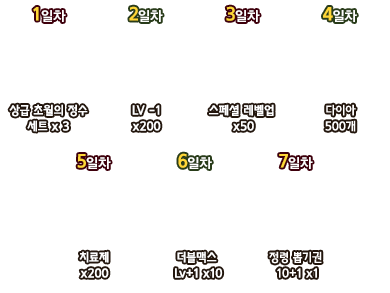 1일차
2일차
3일차
4일차
상급 초월의 정수
세트 x 3
LV -1
x200
스페셜 레벨업
x50
다이아
500개
5일차
6일차
7일차
치료제
x200
더블맥스
Lv+1 x10
정령 뽑기권
10+1 x1